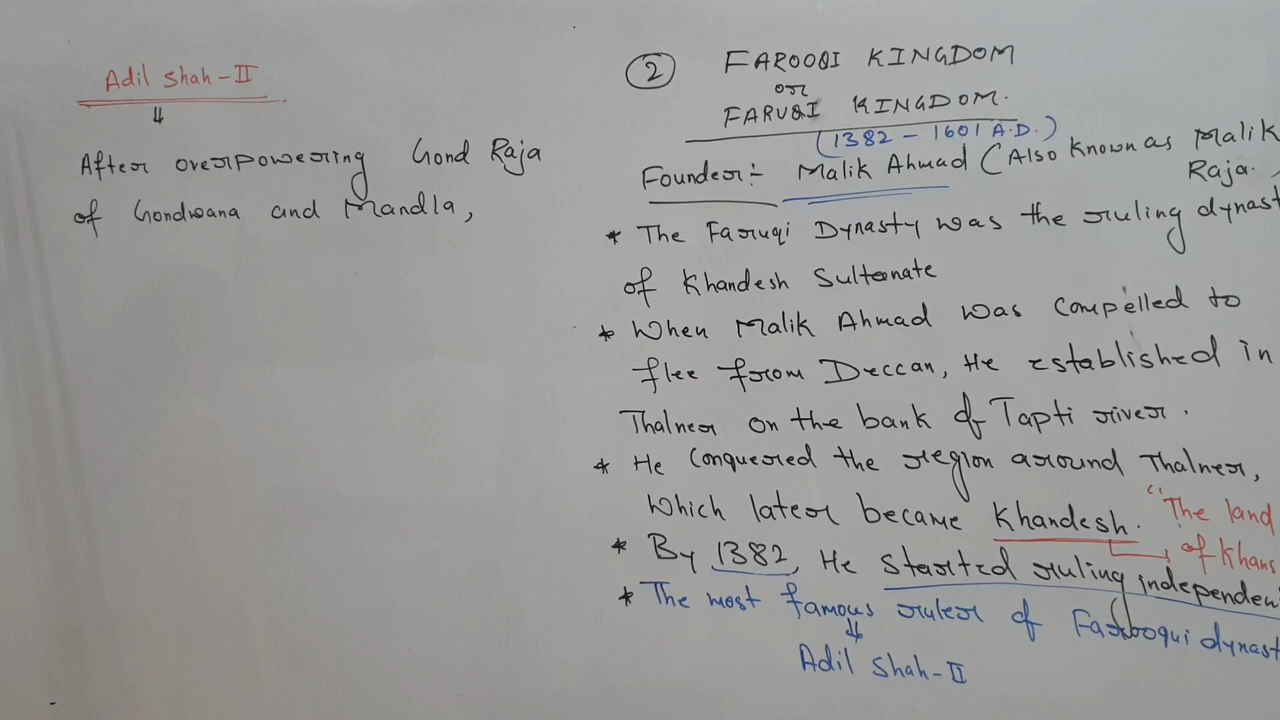 Adil Shah-II
After overpowering Gond Raja
of Gondwana and Mandla,
2 FAROOQI KINGDOM
or
FARUQI KINGDOM.
(1382 - 1601 A.D.)
Founder:- Malik Ahmad (Also known as Malik
Raja.
* The Faruqi Dynasty was the ruling dynast
of Khandesh Sultanate
* When Malik Ahmad was compelled to
flee from Deccan, He established in
Thalner on the bank of Tapti river.
* He conquered the region around Thalner,
Which later became Khandesh. "The land
of Khans
* By 1382, He started ruling independen
* The most famous ruler of Farooqui dynast
Adil Shah-II